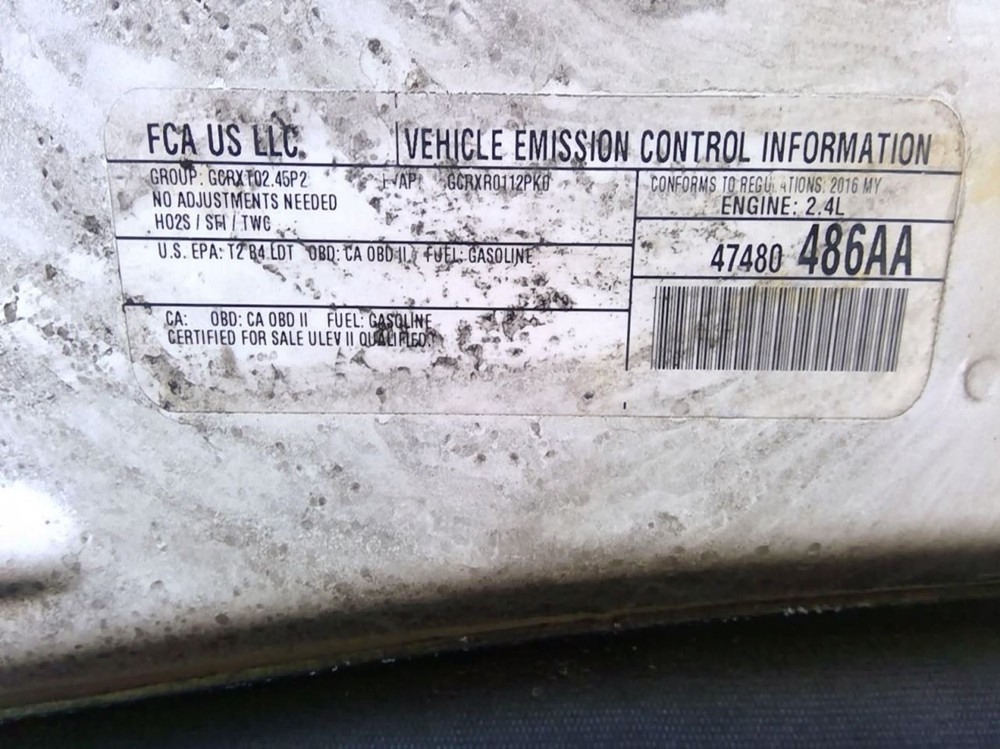 FCA US LLC.
VEHICLE EMISSION CONTROL INFORMATION
GROUP: GCRXT02.45P2
EVAP: GCRXR0112PK0
NO ADJUSTMENTS NEEDED
HO2S / SFI / TWC
U.S. EPA: T2 B4 LDT OBD: CA OBD II FUEL: GASOLINE
CA: OBD: CA OBD II FUEL: GASOLINE
CERTIFIED FOR SALE ULEV II QUALIFIED.
CONFORMS TO REGULATIONS: 2016 MY
ENGINE: 2.4L
47480 486AA